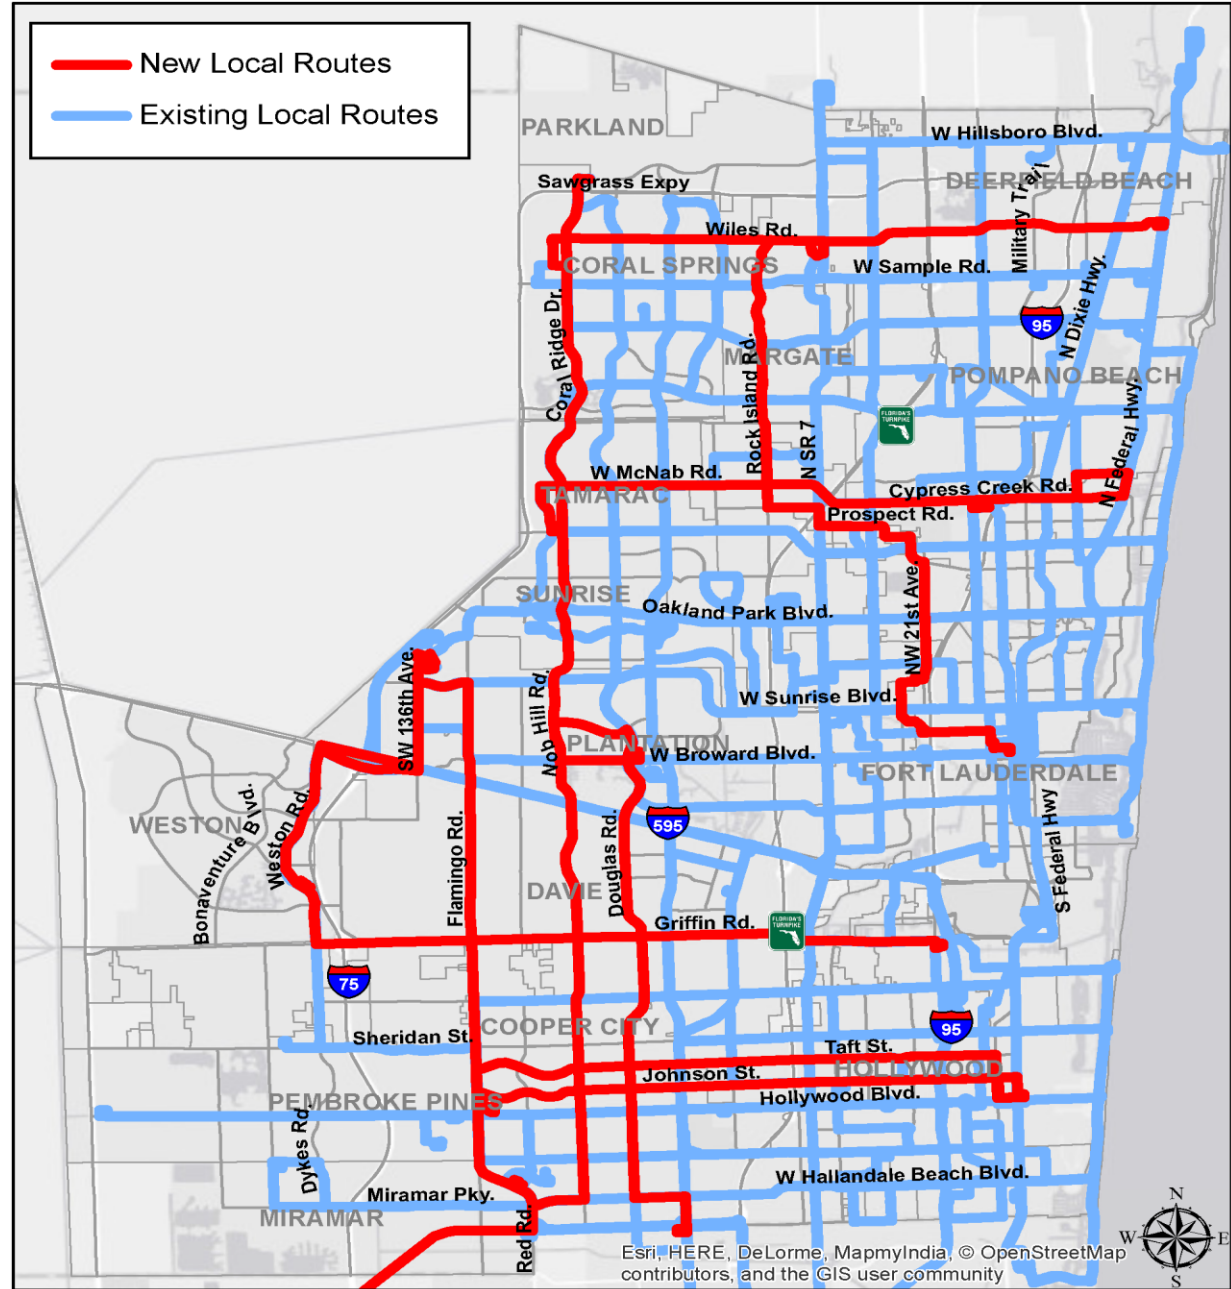 New Local Routes
Existing Local Routes
PARKLAND
W Hillsboro Blvd.
DEERFIELD BEACH
Military Trail
Sawgrass Expy
Wiles Rd.
CORAL SPRINGS
W Sample Rd.
N Dixie Hwy.
95
Coral Ridge Dr.
Rock Island Rd.
MARGATE
POMPANO BEACH
FLORIDA'S
TURNPIKE
N SR 7
N Federal Hwy.
W McNab Rd.
TAMARAC
Cypress Creek Rd.
Prospect Rd.
SUNRISE
Oakland Park Blvd.
NW 21st Ave.
SW 136th Ave.
Nob Hill Rd.
W Sunrise Blvd.
PLANTATION
W Broward Blvd.
FORT LAUDERDALE
WESTON
Bonaventure Blvd.
Weston Rd.
595
Flamingo Rd.
Douglas Rd.
S Federal Hwy
DAVIE
Griffin Rd.
FLORIDA'S
TURNPIKE
75
95
COOPER CITY
Sheridan St.
Taft St.
Johnson St.
HOLLYWOOD
Hollywood Blvd.
PEMBROKE PINES
Dykes Rd.
W Hallandale Beach Blvd.
Miramar Pky.
MIRAMAR
Red Rd.
N
W
E
S
Esri, HERE, DeLorme, MapmyIndia, © OpenStreetMap
contributors, and the GIS user community